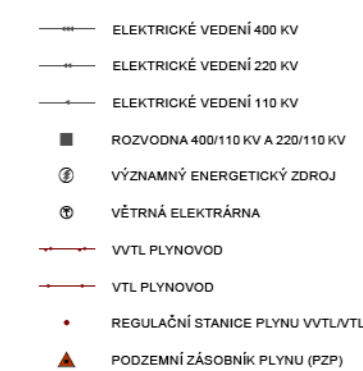 ELEKTRICKÉ VEDENÍ 400 KV
ELEKTRICKÉ VEDENÍ 220 KV
ELEKTRICKÉ VEDENÍ 110 KV
ROZVODNA 400/110 KV A 220/110 KV
VÝZNAMNÝ ENERGETICKÝ ZDROJ
VĚTRNÁ ELEKTRÁRNA
VVTL PLYNOVOD
VTL PLYNOVOD
REGULAČNÍ STANICE PLYNU VVTL/VTL
PODZEMNÍ ZÁSOBNÍK PLYNU (PZP)